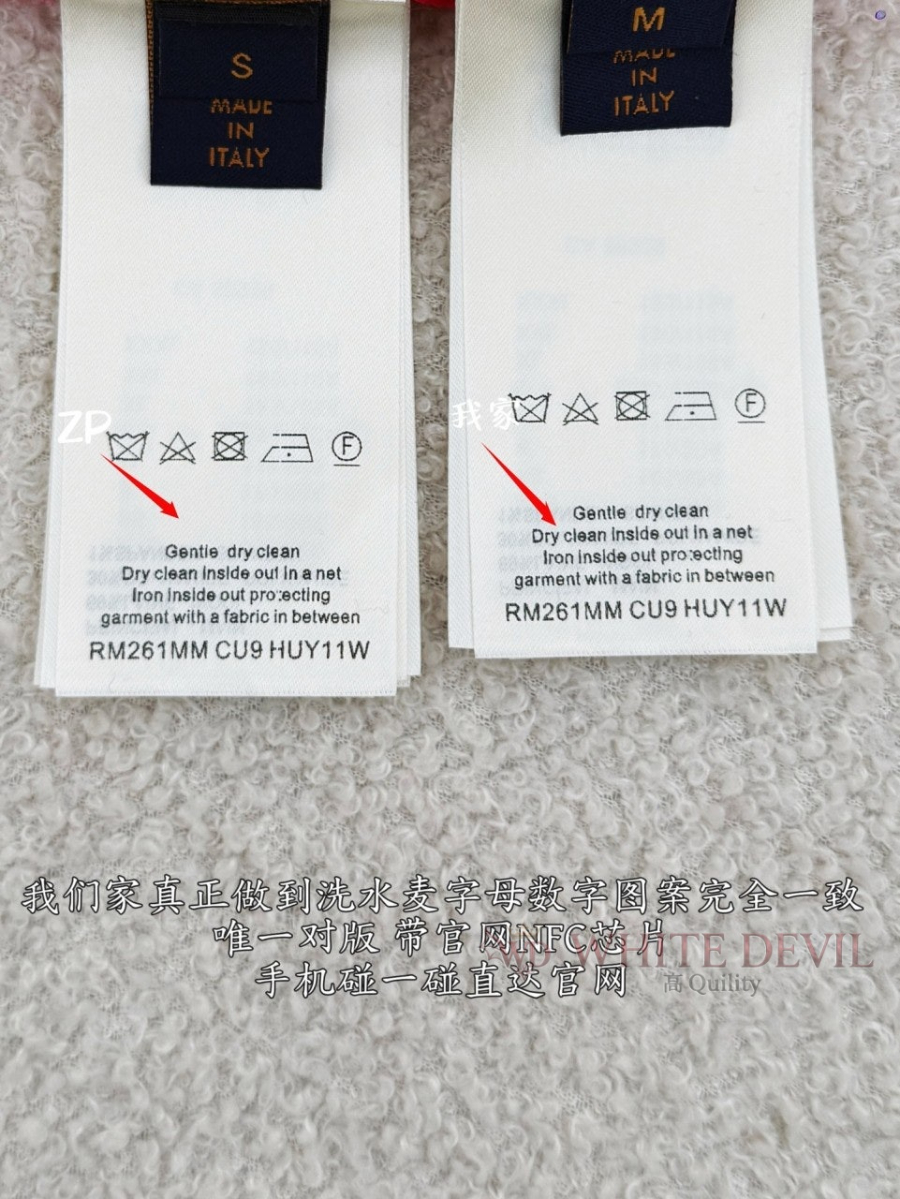 S
MADE
IN
ITALY
M
MADE
IN
ITALY
ZP
F
Gentle dry clean
Dry clean inside out in a net
Iron inside out protecting
garment with a fabric in between
RM261MM CU9 HUY11W
我家
F
Gentle dry clean
Dry clean inside out in a net
Iron inside out protecting
garment with a fabric in between
RM261MM CU9 HUY11W
我们家真正做到洗水麦字母数字图案完全一致
唯一对版 带官网NFC芯片
手机碰一碰直达官网
WHITE DEVIL
高 Quility